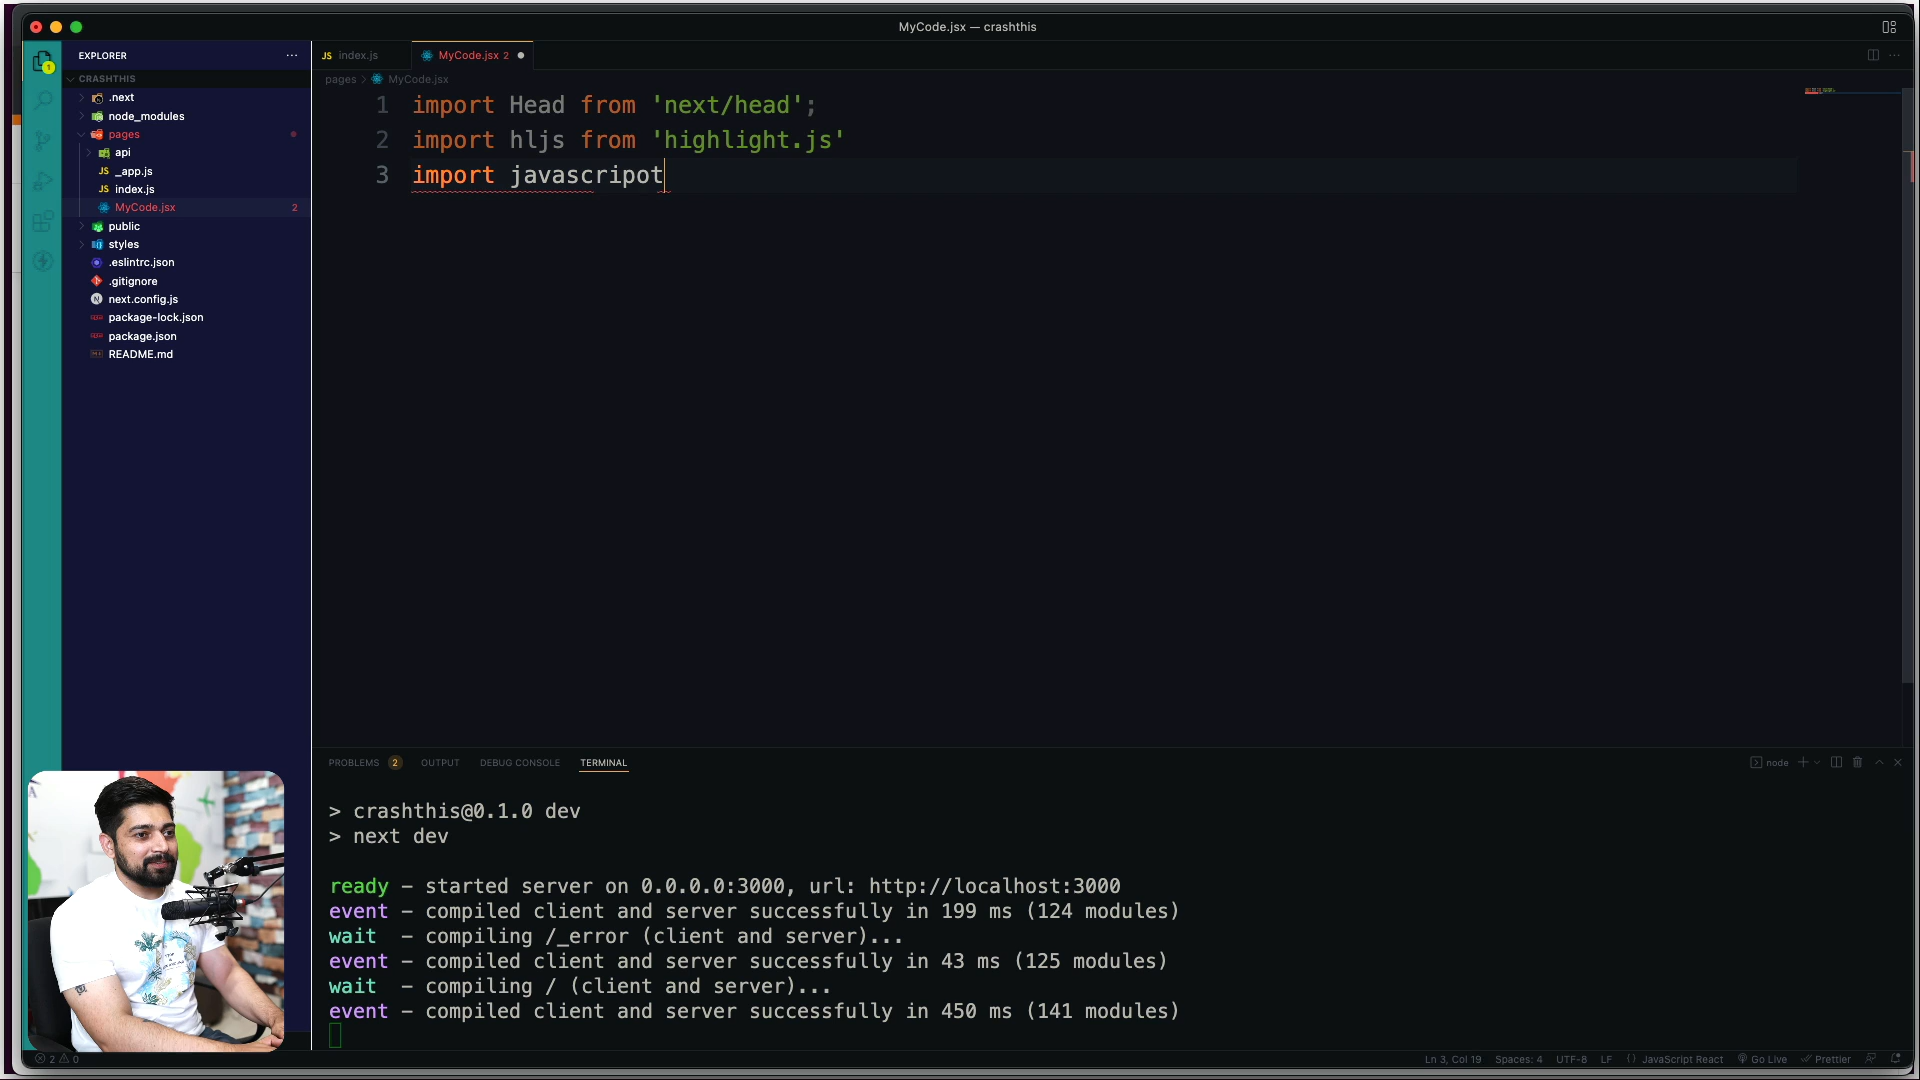 MyCode.jsx — crashthis
EXPLORER
CRASHTHIS
.next
node_modules
pages
api
JS _app.js
JS index.js
MyCode.jsx 2
public
styles
.eslintrc.json
.gitignore
next.config.js
package-lock.json
package.json
README.md
1
JS index.js
MyCode.jsx 2
pages > MyCode.jsx
1 import Head from 'next/head';
2 import hljs from 'highlight.js'
3 import javascripot
PROBLEMS 2 OUTPUT DEBUG CONSOLE TERMINAL
node
> crashthis@0.1.0 dev
> next dev
ready – started server on 0.0.0.0:3000, url: http://localhost:3000
event – compiled client and server successfully in 199 ms (124 modules)
wait – compiling /_error (client and server)...
event – compiled client and server successfully in 43 ms (125 modules)
wait – compiling / (client and server)...
event – compiled client and server successfully in 450 ms (141 modules)
2 0
Ln 3, Col 19 Spaces: 4 UTF-8 LF {} JavaScript React Go Live Prettier